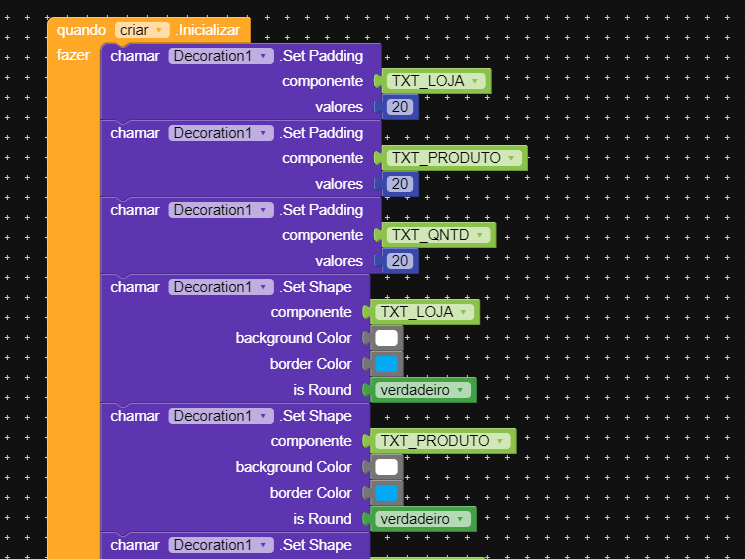 quando criar .Inicializar
fazer chamar Decoration1 .Set Padding
componente TXT_LOJA
valores 20
chamar Decoration1 .Set Padding
componente TXT_PRODUTO
valores 20
chamar Decoration1 .Set Padding
componente TXT_QNTD
valores 20
chamar Decoration1 .Set Shape
componente TXT_LOJA
background Color
border Color
is Round verdadeiro
chamar Decoration1 .Set Shape
componente TXT_PRODUTO
background Color
border Color
is Round verdadeiro
chamar Decoration1 .Set Shape